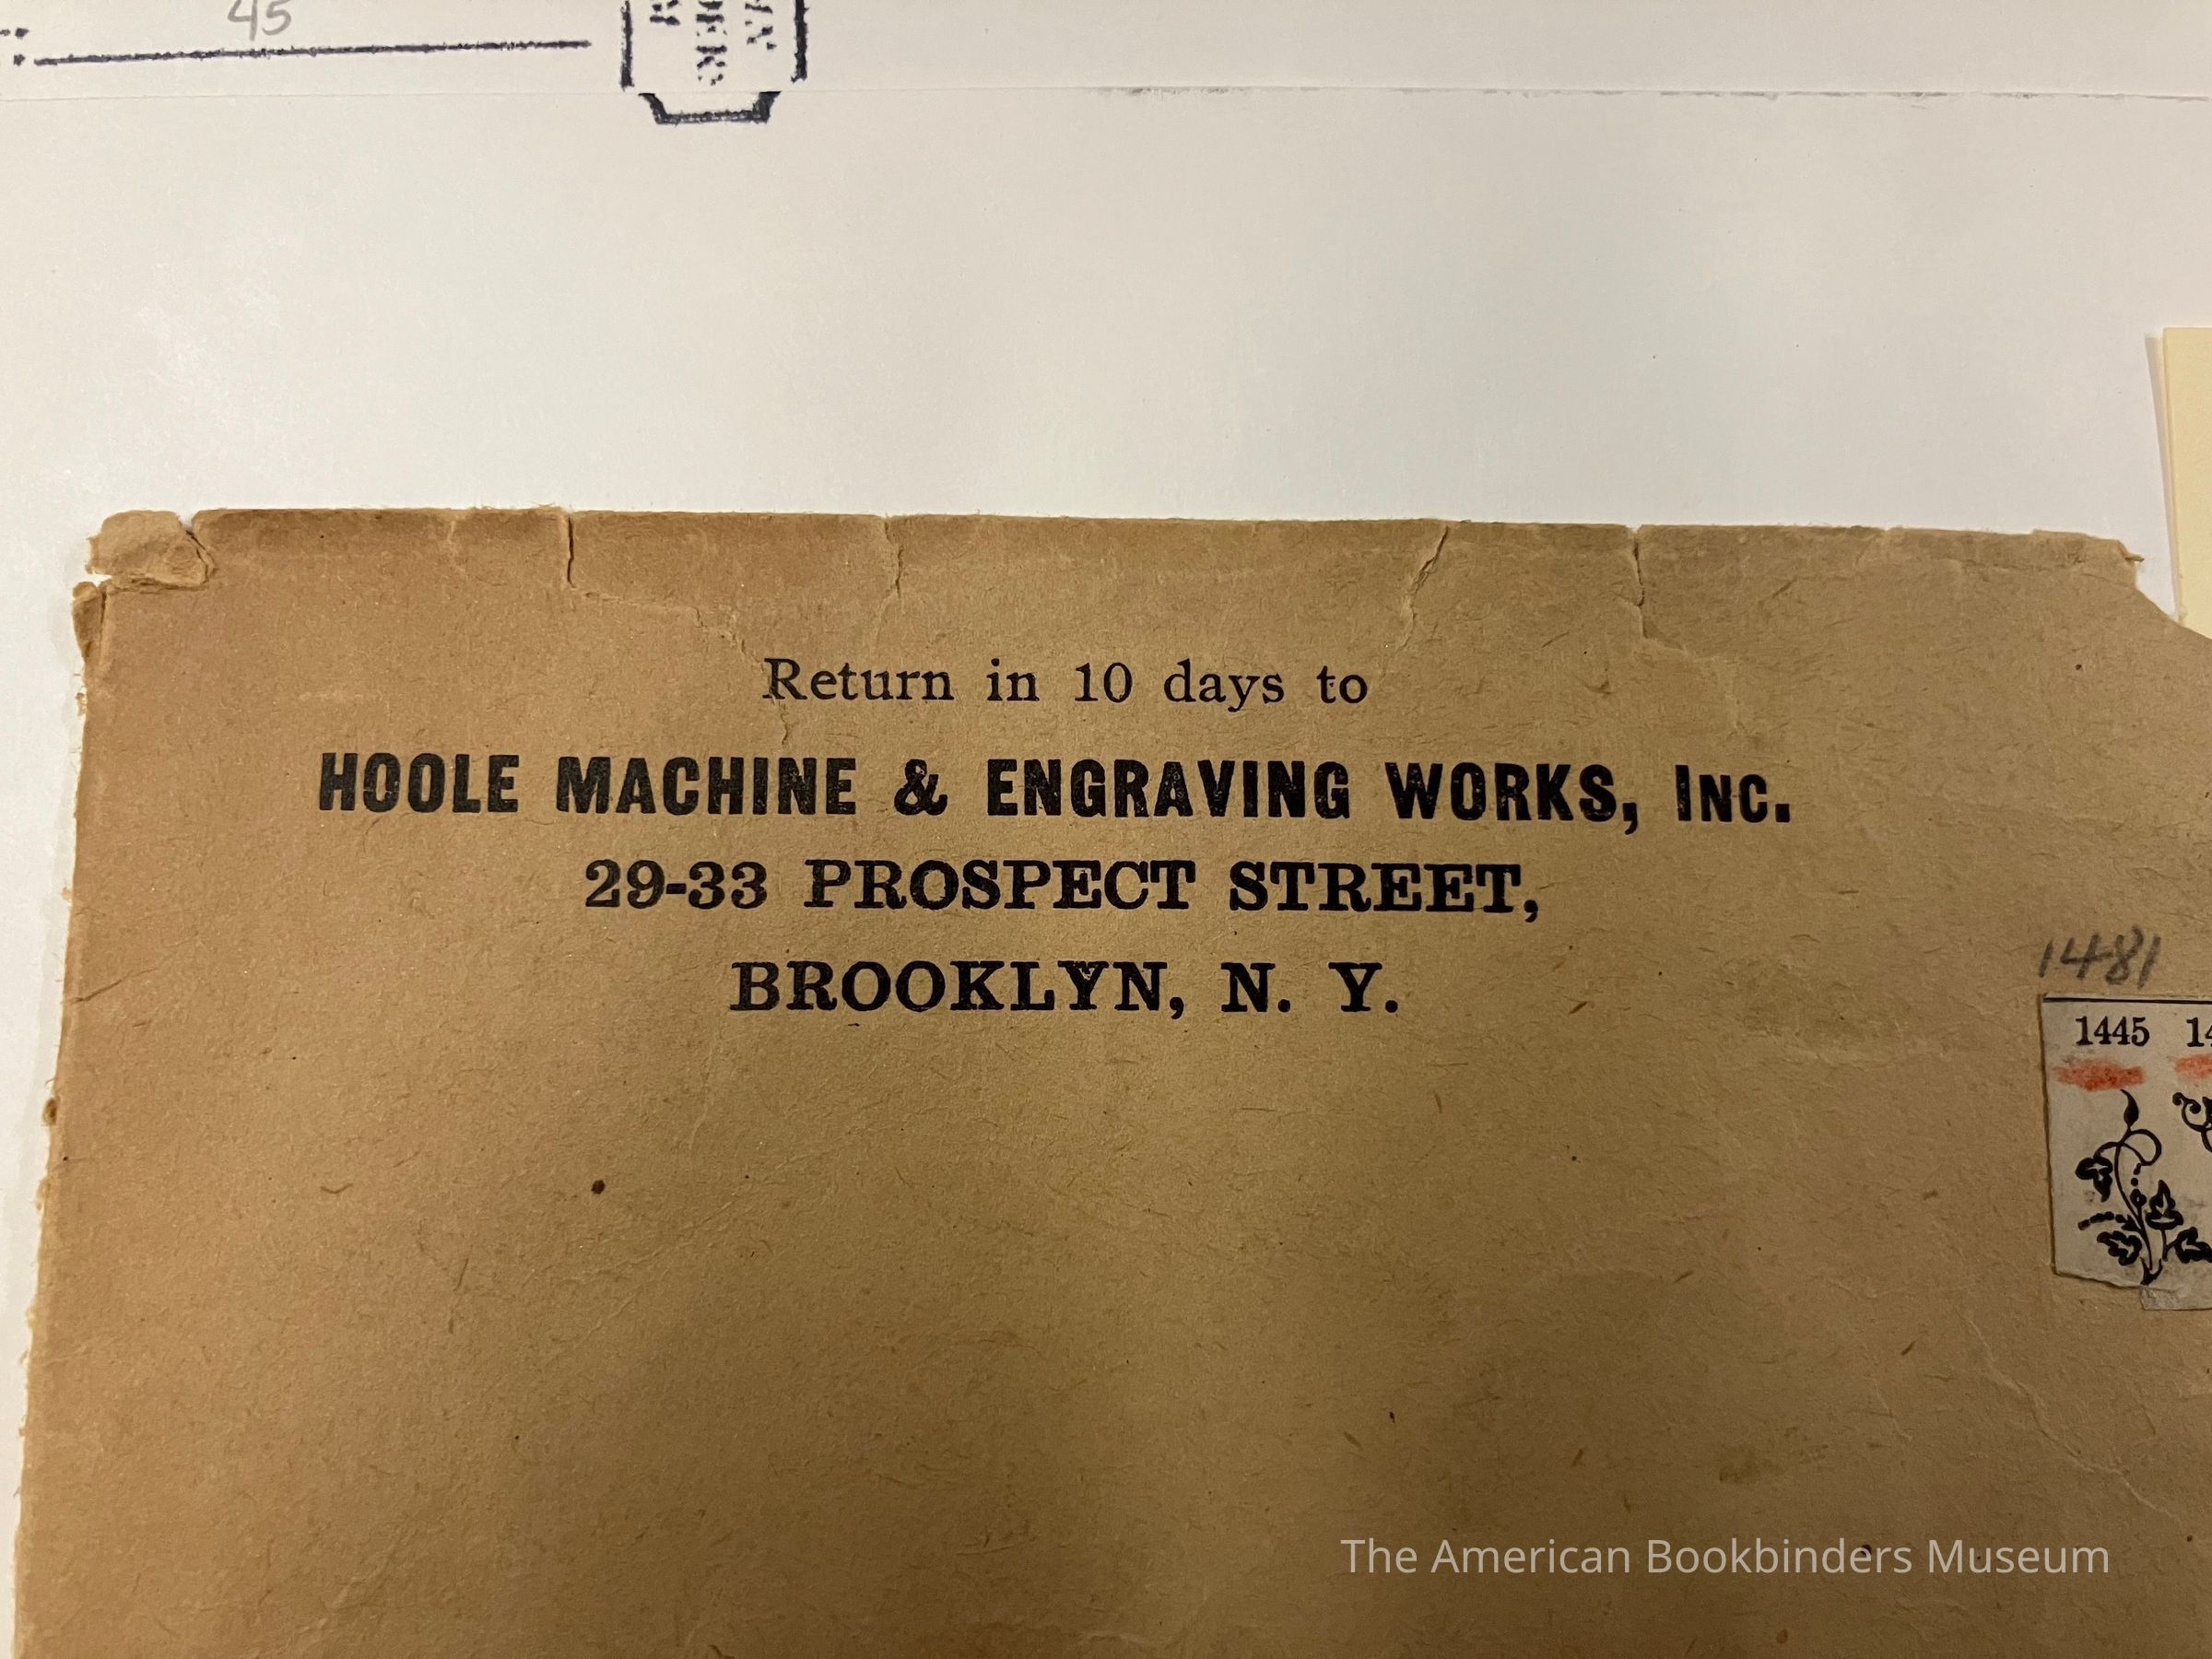 45
Return in 10 days to
HOOLE MACHINE & ENGRAVING WORKS, INC.
29-33 PROSPECT STREET,
BROOKLYN, N. Y.
1481
1445
The American Bookbinders Museum